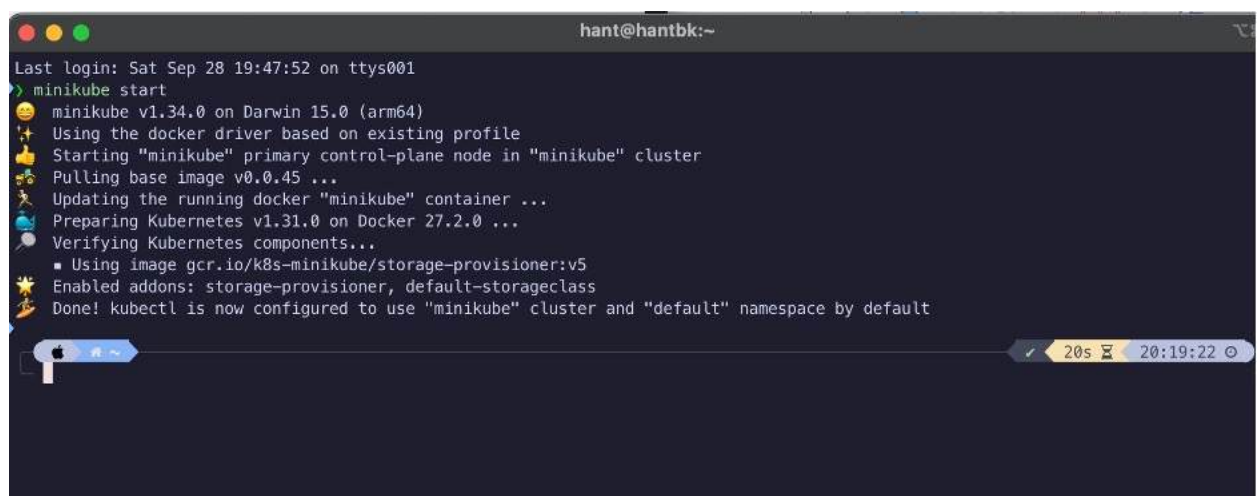 hant@hantbk:~
Last login: Sat Sep 28 19:47:52 on ttys001
❯ minikube start
😄 minikube v1.34.0 on Darwin 15.0 (arm64)
✨ Using the docker driver based on existing profile
👍 Starting "minikube" primary control-plane node in "minikube" cluster
🚜 Pulling base image v0.0.45 ...
🏃 Updating the running docker "minikube" container ...
🐳 Preparing Kubernetes v1.31.0 on Docker 27.2.0 ...
🔎 Verifying Kubernetes components...
▪ Using image gcr.io/k8s-minikube/storage-provisioner:v5
🌟 Enabled addons: storage-provisioner, default-storageclass
🏄 Done! kubectl is now configured to use "minikube" cluster and "default" namespace by default
~ ✔ 20s 20:19:22